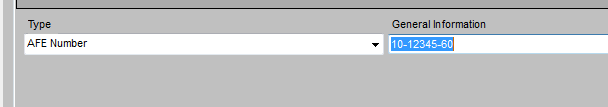 Type General Information
AFE Number 10-12345-60